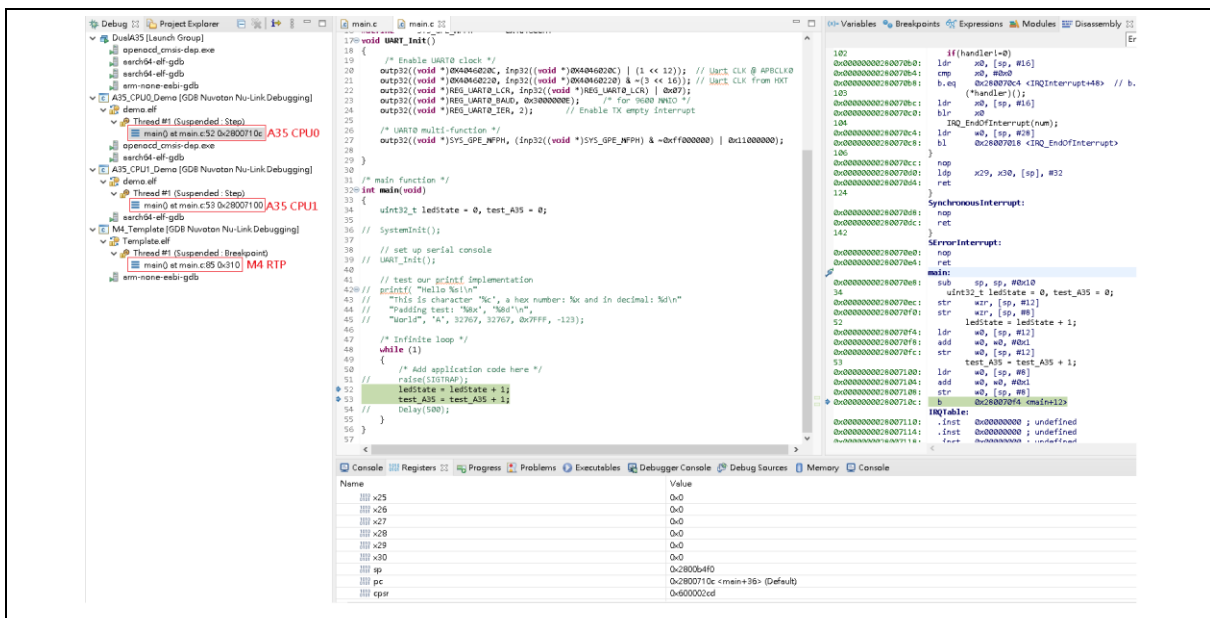 Debug Project Explorer
DualA35 [Launch Group]
openocd_cmsis-dap.exe
aarch64-elf-gdb
aarch64-elf-gdb
arm-none-eabi-gdb
A35_CPU0_Demo [GDB Nuvoton Nu-Link Debugging]
demo.elf
Thread #1 (Suspended : Step)
main() at main.c:52 0x2800710c A35 CPU0
openocd_cmsis-dap.exe
aarch64-elf-gdb
A35_CPU1_Demo [GDB Nuvoton Nu-Link Debugging]
demo.elf
Thread #1 (Suspended : Step)
main() at main.c:53 0x28007100 A35 CPU1
aarch64-elf-gdb
M4_Template [GDB Nuvoton Nu-Link Debugging]
Template.elf
Thread #1 (Suspended : Breakpoint)
main() at main.c:85 0x310 M4 RTP
arm-none-eabi-gdb
main.c main.c
17 void UART_Init()
18 {
19 /* Enable UART0 clock */
20 outp32((void *)0X4046020C, inp32((void *)0X4046020C) | (1 << 12)); // Uart CLK @ APBCLK0
21 outp32((void *)0X40460220, inp32((void *)0X40460220) & ~(3 << 16)); // Uart CLK from HXT
22 outp32((void *)REG_UART0_LCR, inp32((void *)REG_UART0_LCR) | 0x07);
23 outp32((void *)REG_UART0_BAUD, 0x3000000E); /* for 9600 MMIO */
24 outp32((void *)REG_UART0_IER, 2); // Enable TX empty interrupt
25
26 /* UART0 multi-function */
27 outp32((void *)SYS_GPE_MFPH, (inp32((void *)SYS_GPE_MFPH) & ~0xff000000) | 0x11000000);
28
29 }
30
31 /* main function */
32 int main(void)
33 {
34 uint32_t ledState = 0, test_A35 = 0;
35
36 // SystemInit();
37
38 // set up serial console
39 // UART_Init();
40
41 // test our printf implementation
42 // printf( "Hello %s!\n"
43 // "This is character '%c', a hex number: %x and in decimal: %d\n"
44 // "Padding test: '%8x', '%8d'\n",
45 // "World", 'A', 32767, 32767, 0x7FFF, -123);
46
47 /* Infinite loop */
48 while (1)
49 {
50 /* Add application code here */
51 // raise(SIGTRAP);
52 ledState = ledState + 1;
53 test_A35 = test_A35 + 1;
54 // Delay(500);
55 }
56 }
57
Variables Breakpoints Expressions Modules Disassembly
102 if(handler!=0)
0x00000000280070b0: ldr x0, [sp, #16]
0x00000000280070b4: cmp x0, #0x0
0x00000000280070b8: b.eq 0x280070c4 <IRQInterrupt+48> // b.
103 (*handler)();
0x00000000280070bc: ldr x0, [sp, #16]
0x00000000280070c0: blr x0
104 IRQ_EndOfInterrupt(num);
0x00000000280070c4: ldr w0, [sp, #28]
0x00000000280070c8: bl 0x28007018 <IRQ_EndOfInterrupt>
106 }
0x00000000280070cc: nop
0x00000000280070d0: ldp x29, x30, [sp], #32
0x00000000280070d4: ret
124 }
SynchronousInterrupt:
0x00000000280070d8: nop
0x00000000280070dc: ret
142 }
SErrorInterrupt:
0x00000000280070e0: nop
0x00000000280070e4: ret
main:
0x00000000280070e8: sub sp, sp, #0x10
34 uint32_t ledState = 0, test_A35 = 0;
0x00000000280070ec: str wzr, [sp, #12]
0x00000000280070f0: str wzr, [sp, #8]
52 ledState = ledState + 1;
0x00000000280070f4: ldr w0, [sp, #12]
0x00000000280070f8: add w0, w0, #0x1
0x00000000280070fc: str w0, [sp, #12]
53 test_A35 = test_A35 + 1;
0x0000000028007100: ldr w0, [sp, #8]
0x0000000028007104: add w0, w0, #0x1
0x0000000028007108: str w0, [sp, #8]
0x000000002800710c: b 0x280070f4 <main+12>
IRQTable:
0x0000000028007110: .inst 0x00000000 ; undefined
0x0000000028007114: .inst 0x00000000 ; undefined
0x0000000028007118: .inst 0x00000000 ; undefined
Console Registers Progress Problems Executables Debugger Console Debug Sources Memory Console
Name Value
x25 0x0
x26 0x0
x27 0x0
x28 0x0
x29 0x0
x30 0x0
sp 0x2800b4f0
pc 0x2800710c <main+36> (Default)
cpsr 0x600002cd